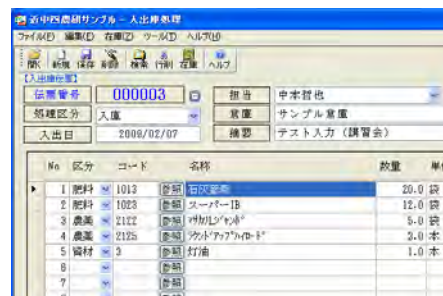 近中四農研サンプル - 入出庫処理
ファイル(F) 編集(E) 在庫(Z) ツール(T) ヘルプ(H)
開く 新規 保存 削除 検索 行削 在庫 ヘルプ
【入出庫伝票】
伝票番号 000003 担当 中本哲也
処理区分 入庫 倉庫 サンプル倉庫
入出日 2009/02/07 摘要 テスト入力（講習会）
No 区分 コード 名称 数量 単
1 肥料 1013 参照 石灰窒素 20.0 袋
2 肥料 1023 参照 スーパーIB 12.0 袋
3 農薬 2122 参照 5.0 袋
4 農薬 2125 参照 ラウンドアップハイロード 2.0 本
5 資材 3 参照 灯油 1.0 本
6 参照
7 参照